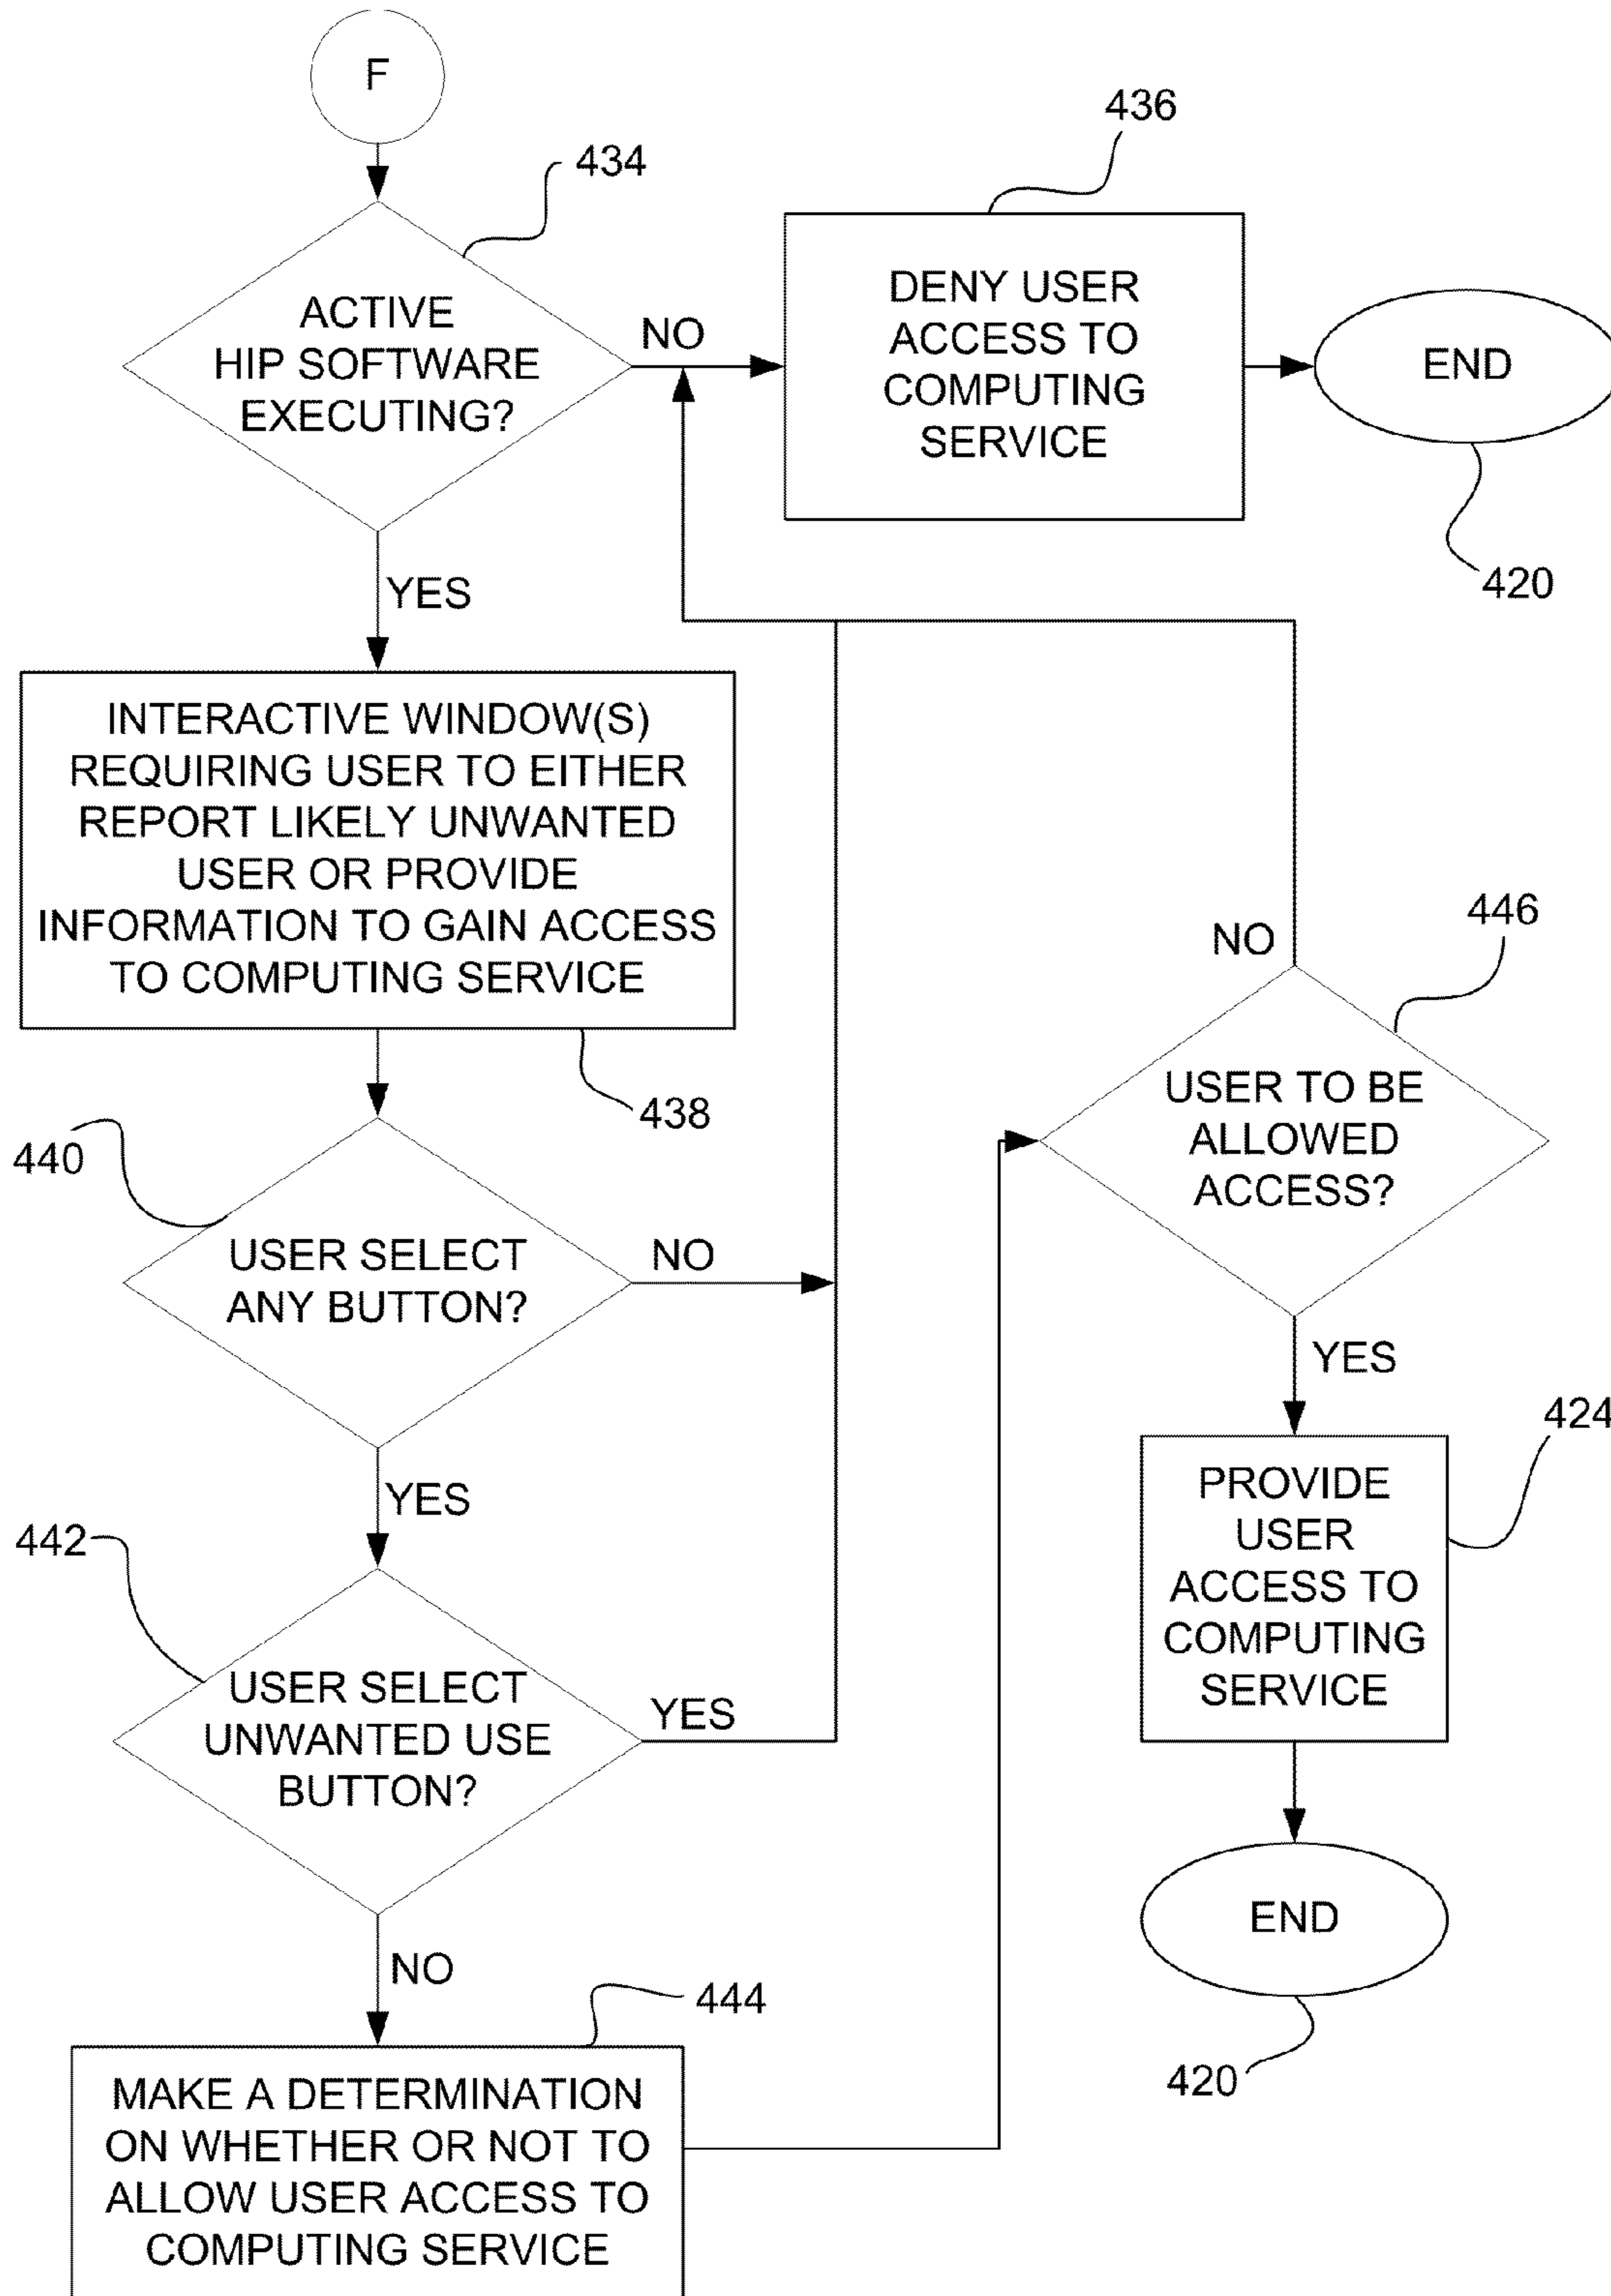 F
434
436
ACTIVE
HIP SOFTWARE
EXECUTING?
NO
DENY USER
ACCESS TO
COMPUTING
SERVICE
END
420
YES
INTERACTIVE WINDOW(S)
REQUIRING USER TO EITHER
REPORT LIKELY UNWANTED
USER OR PROVIDE
INFORMATION TO GAIN ACCESS
TO COMPUTING SERVICE
438
440
USER SELECT
ANY BUTTON?
NO
YES
442
USER SELECT
UNWANTED USE
BUTTON?
YES
NO
444
MAKE A DETERMINATION
ON WHETHER OR NOT TO
ALLOW USER ACCESS TO
COMPUTING SERVICE
NO
446
USER TO BE
ALLOWED
ACCESS?
YES
424
PROVIDE
USER
ACCESS TO
COMPUTING
SERVICE
END
420